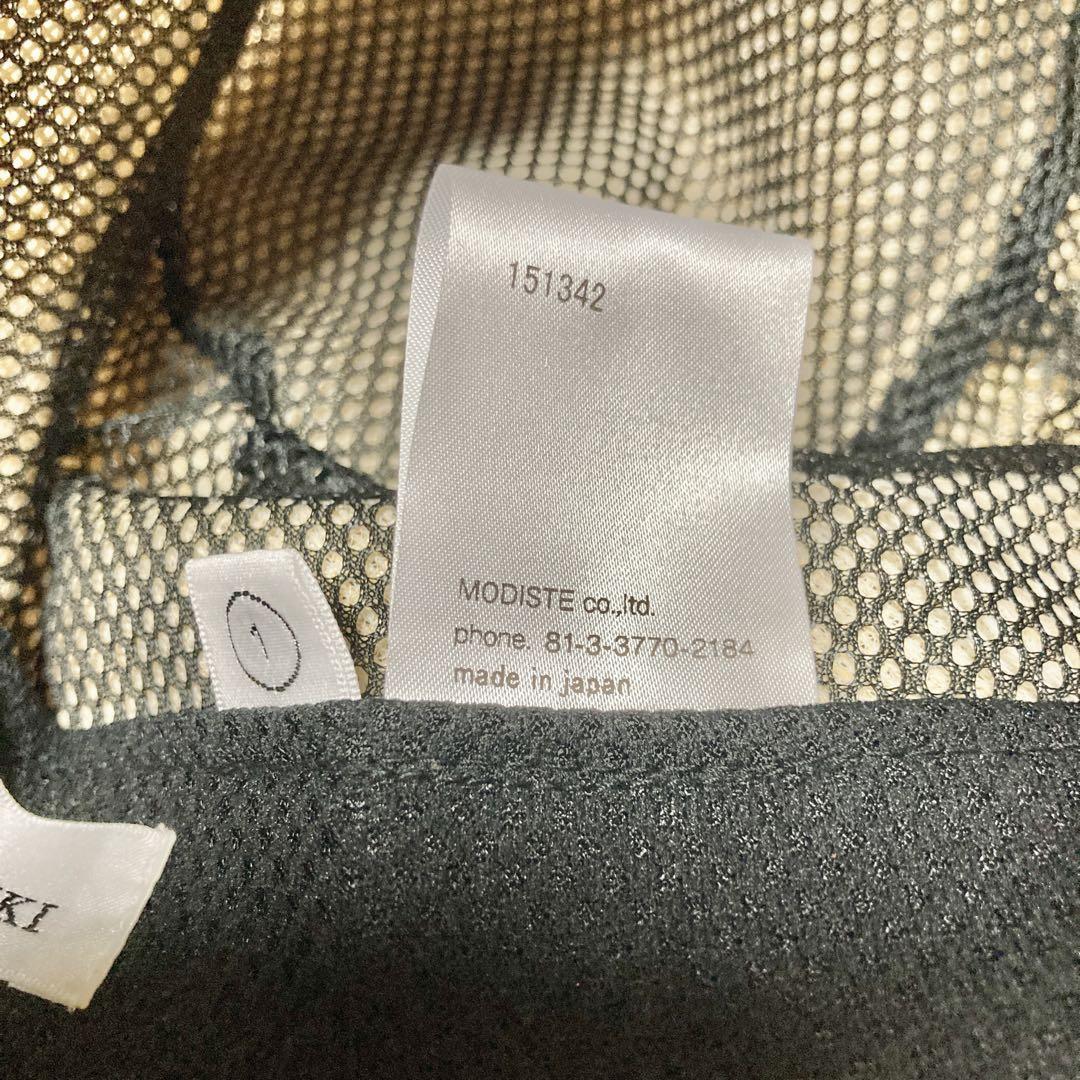 151342
MODISTE co.,ltd.
phone. 81-3-3770-2184
made in japan
1
KI